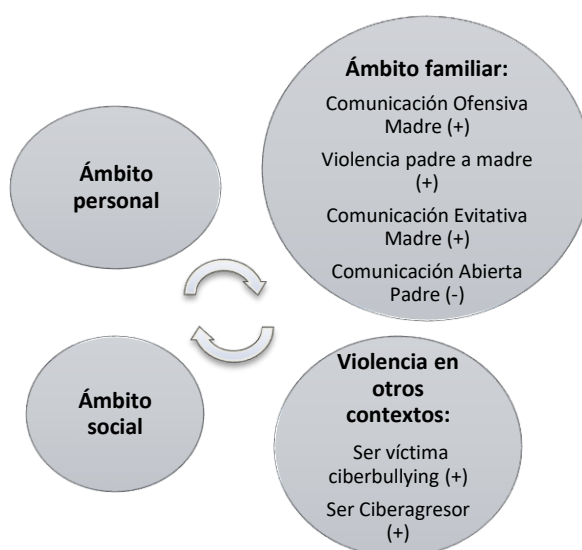 Ámbito
personal
Ámbito familiar:
Comunicación Ofensiva
Madre (+)
Violencia padre a madre
(+)
Comunicación Evitativa
Madre (+)
Comunicación Abierta
Padre (-)
Ámbito
social
Violencia en
otros
contextos:
Ser víctima
ciberbullying (+)
Ser Ciberagresor
(+)